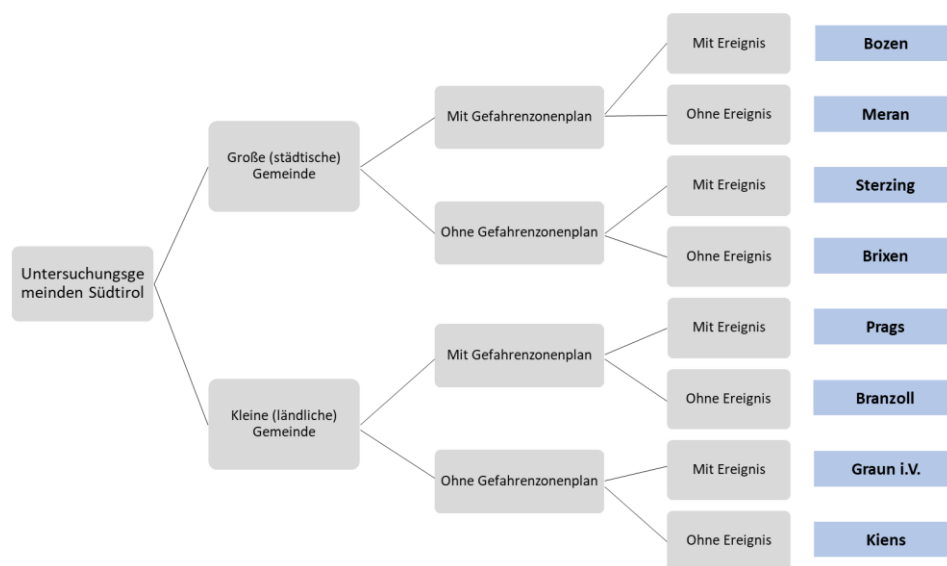 Untersuchungsge
meinden Südtirol
Große (städtische)
Gemeinde
Mit Gefahrenzonenplan
Mit Ereignis
Bozen
Ohne Ereignis
Meran
Ohne Gefahrenzonenplan
Mit Ereignis
Sterzing
Ohne Ereignis
Brixen
Kleine (ländliche)
Gemeinde
Mit Gefahrenzonenplan
Mit Ereignis
Prags
Ohne Ereignis
Branzoll
Ohne Gefahrenzonenplan
Mit Ereignis
Graun i.V.
Ohne Ereignis
Kiens